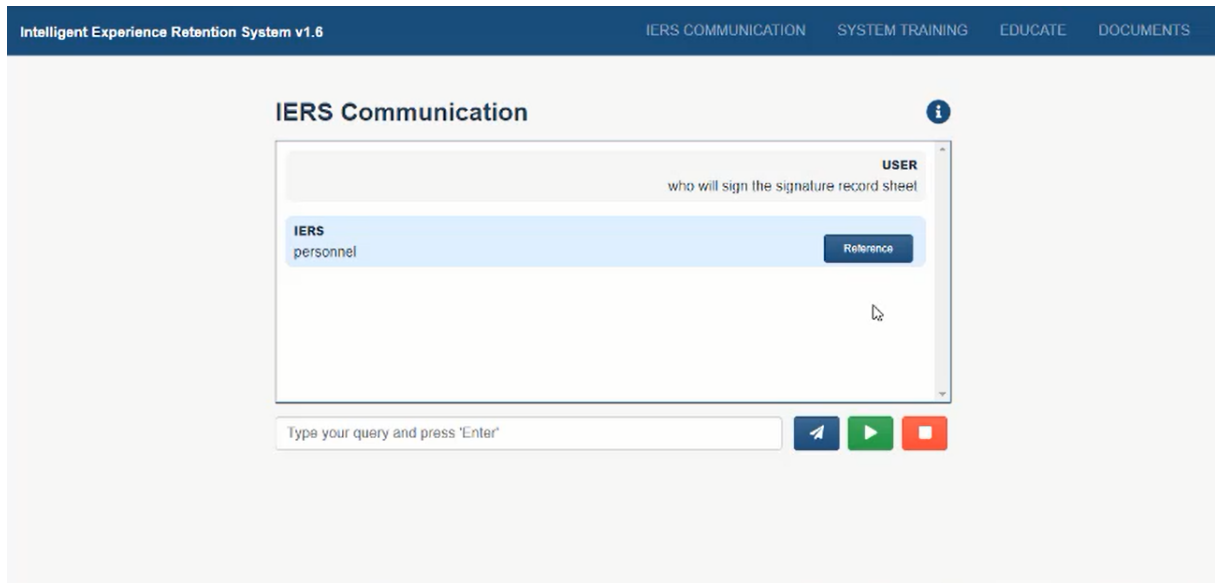 Intelligent Experience Retention System v1.6
IERS COMMUNICATION
SYSTEM TRAINING
EDUCATE
DOCUMENTS
IERS Communication
USER
who will sign the signature record sheet
IERS
personnel
Reference
Type your query and press 'Enter'